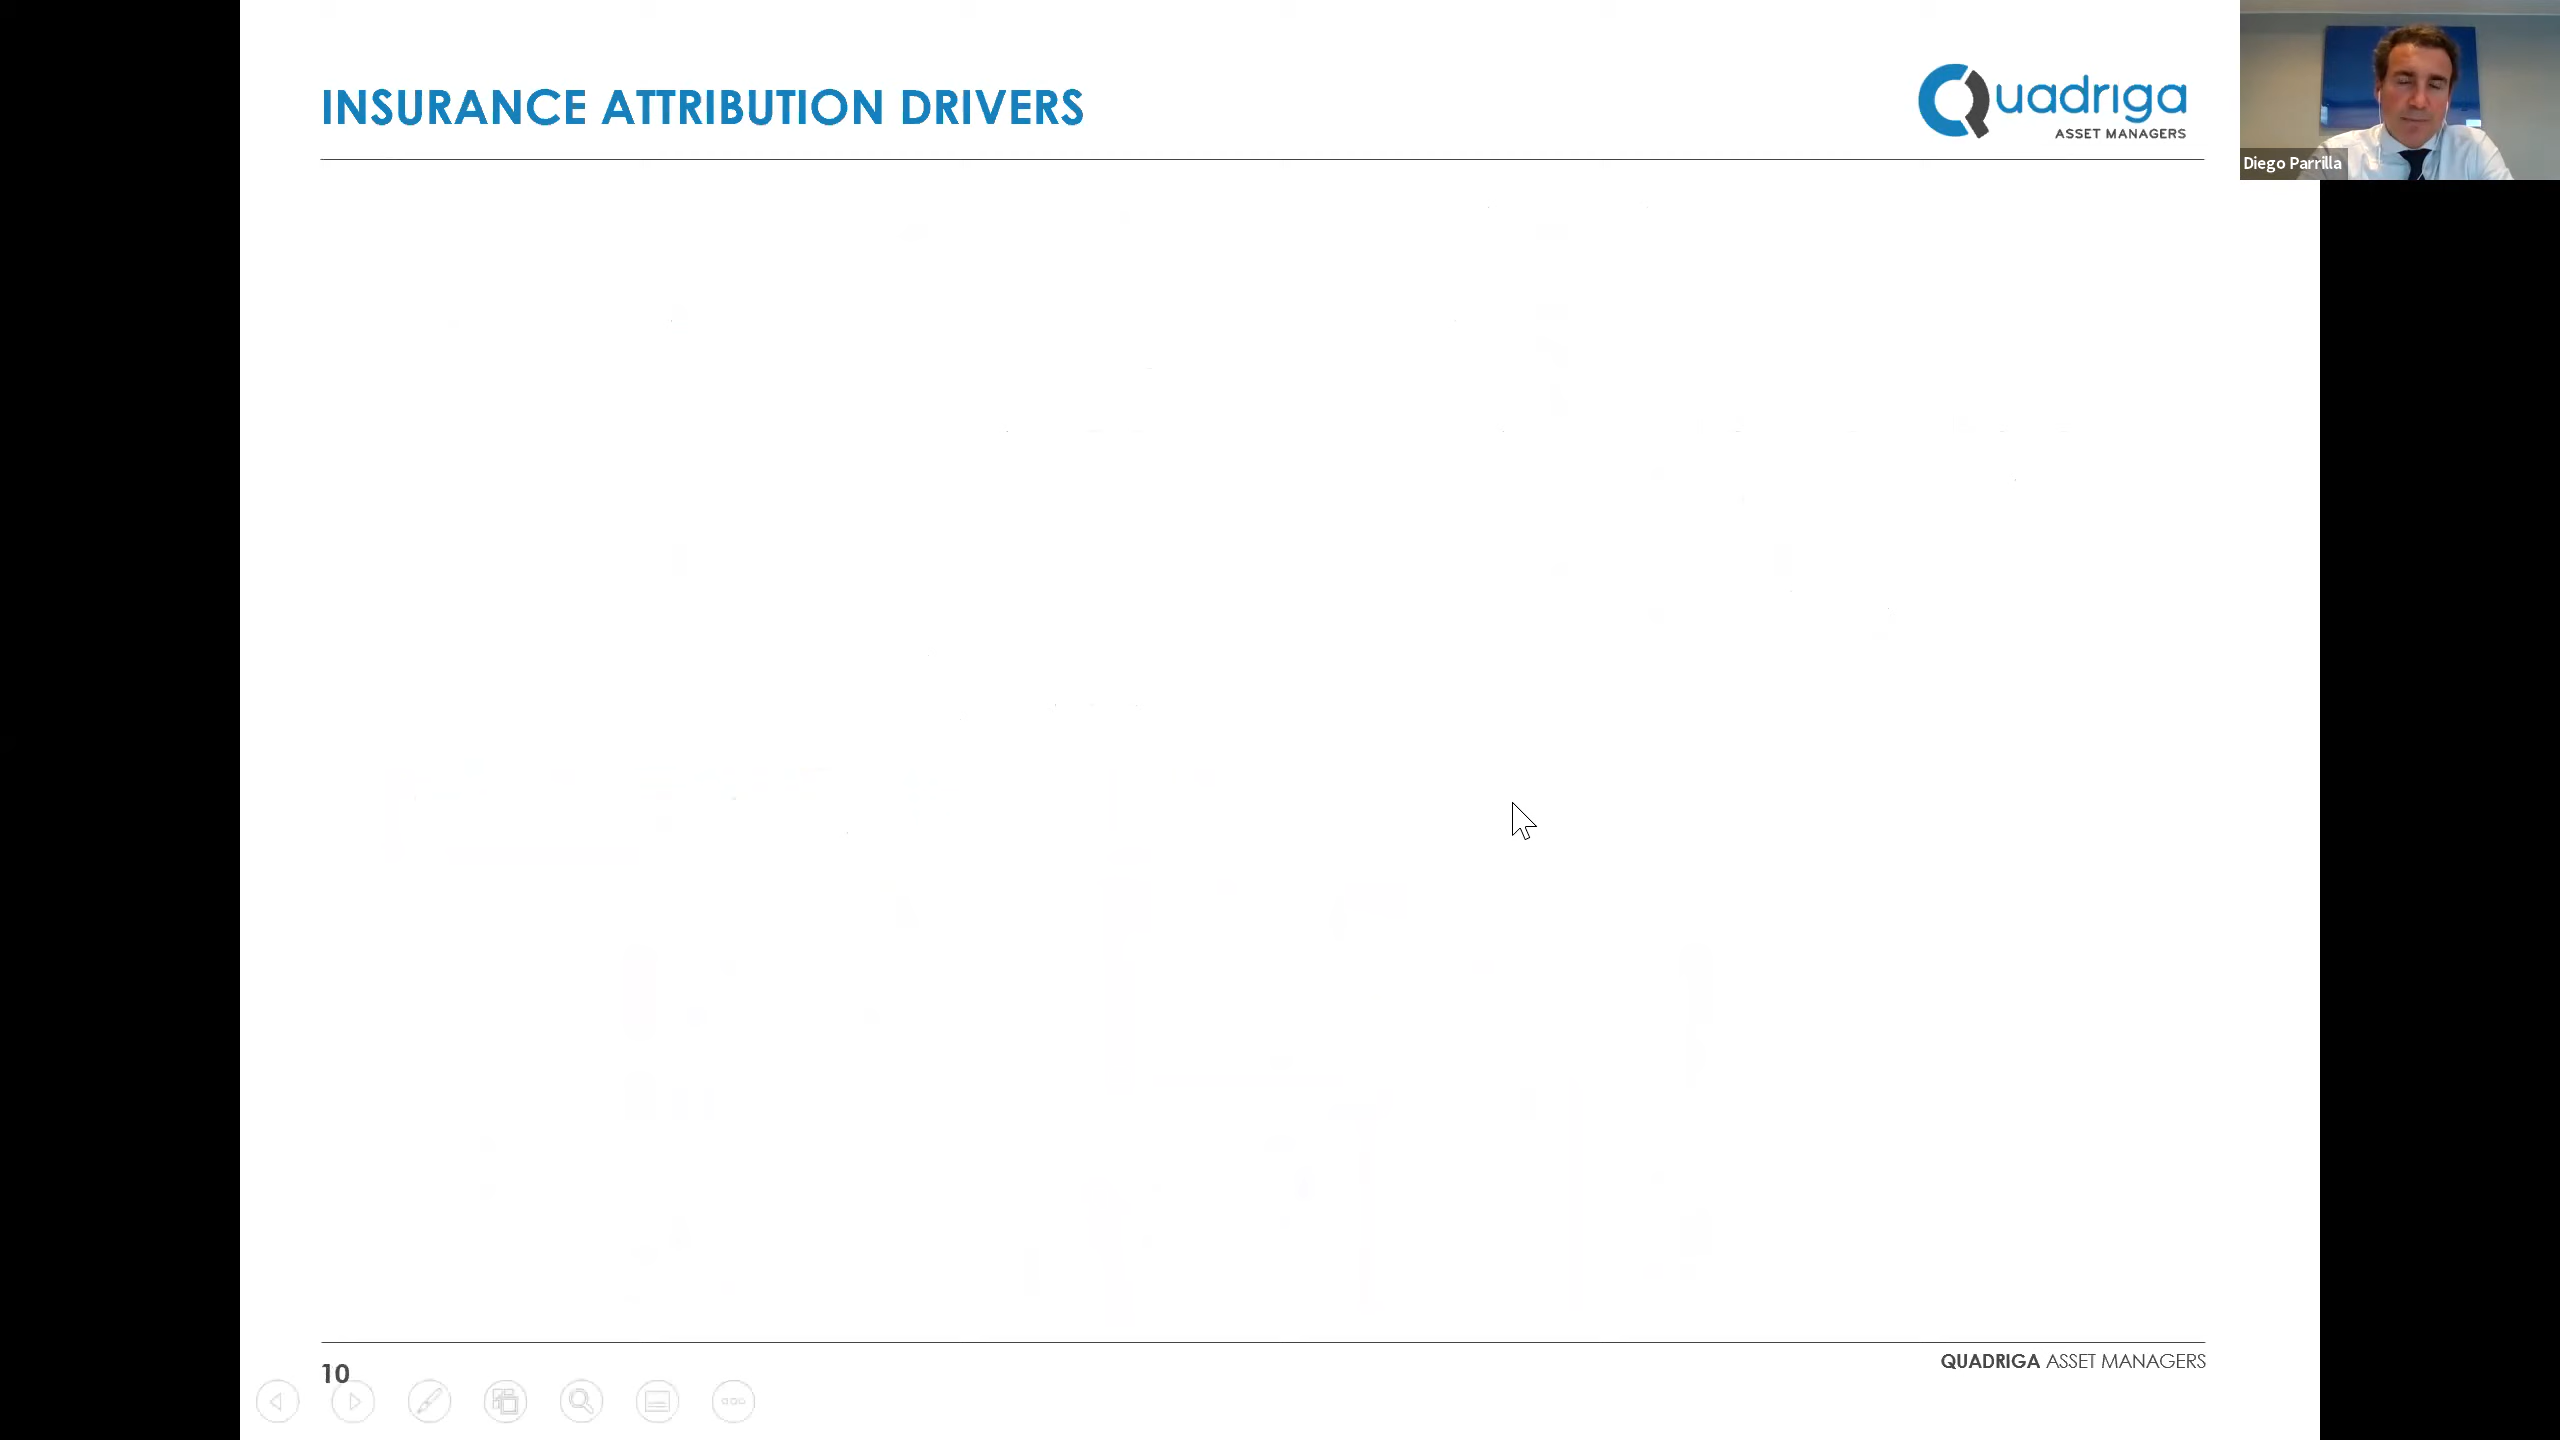 INSURANCE ATTRIBUTION DRIVERS
Quadriga
ASSET MANAGERS
Diego Parrilla
10
QUADRIGA ASSET MANAGERS